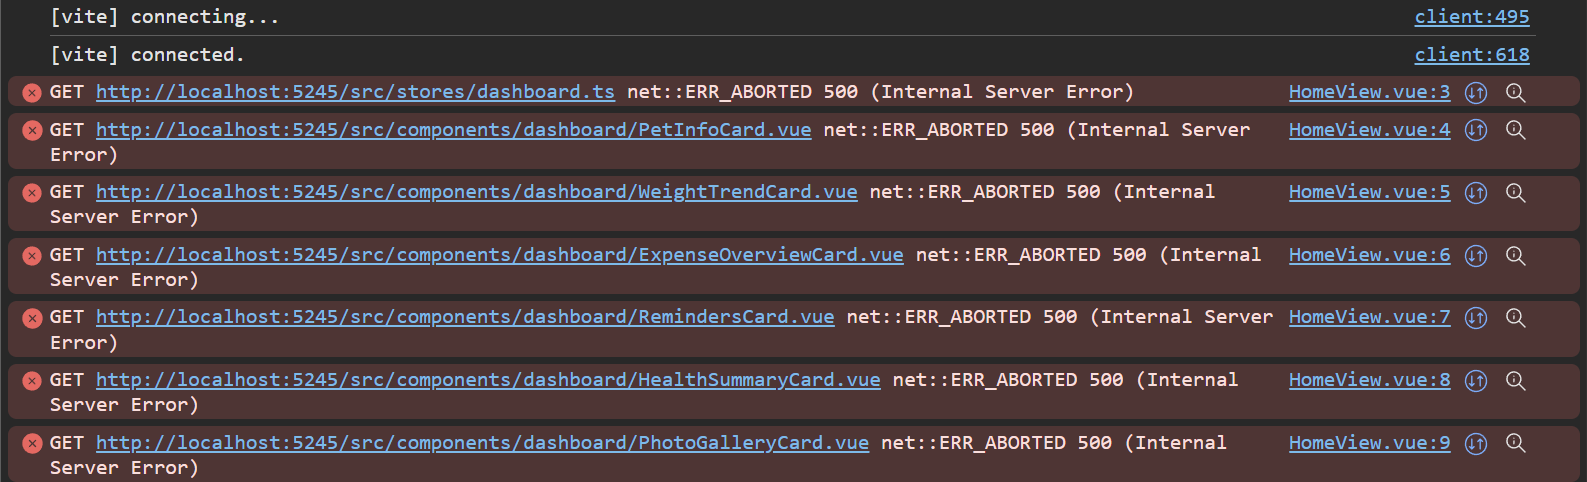 [vite] connecting... client:495
[vite] connected. client:618
GET http://localhost:5245/src/stores/dashboard.ts net::ERR_ABORTED 500 (Internal Server Error) HomeView.vue:3
GET http://localhost:5245/src/components/dashboard/PetInfoCard.vue net::ERR_ABORTED 500 (Internal Server HomeView.vue:4
Error)
GET http://localhost:5245/src/components/dashboard/WeightTrendCard.vue net::ERR_ABORTED 500 (Internal HomeView.vue:5
Server Error)
GET http://localhost:5245/src/components/dashboard/ExpenseOverviewCard.vue net::ERR_ABORTED 500 (Internal HomeView.vue:6
Server Error)
GET http://localhost:5245/src/components/dashboard/RemindersCard.vue net::ERR_ABORTED 500 (Internal Server HomeView.vue:7
Error)
GET http://localhost:5245/src/components/dashboard/HealthSummaryCard.vue net::ERR_ABORTED 500 (Internal HomeView.vue:8
Server Error)
GET http://localhost:5245/src/components/dashboard/PhotoGalleryCard.vue net::ERR_ABORTED 500 (Internal HomeView.vue:9
Server Error)